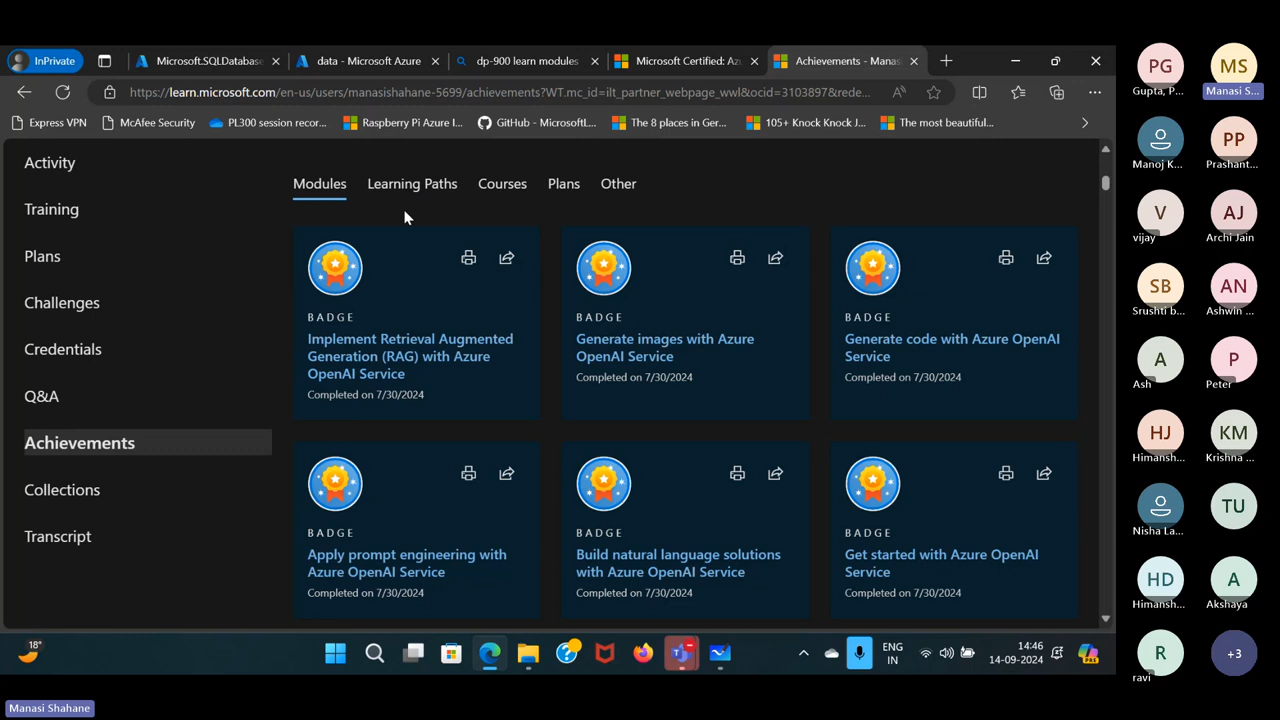 InPrivate
Microsoft.SQLDatabase
data - Microsoft Azure
dp-900 learn modules
Microsoft Certified: Az
Achievements - Manas
https://learn.microsoft.com/en-us/users/manasishahane-5699/achievements?WT.mc_id=ilt_partner_webpage_wwl&ocid=3103897&rede...
Express VPN
McAfee Security
PL300 session recor...
Raspberry Pi Azure I...
GitHub - MicrosoftL...
The 8 places in Ger...
105+ Knock Knock J...
The most beautiful...
Activity
Training
Plans
Challenges
Credentials
Q&A
Achievements
Collections
Transcript
Modules
Learning Paths
Courses
Plans
Other
BADGE
Implement Retrieval Augmented
Generation (RAG) with Azure
OpenAI Service
Completed on 7/30/2024
BADGE
Generate images with Azure
OpenAI Service
Completed on 7/30/2024
BADGE
Generate code with Azure OpenAI
Service
Completed on 7/30/2024
BADGE
Apply prompt engineering with
Azure OpenAI Service
Completed on 7/30/2024
BADGE
Build natural language solutions
with Azure OpenAI Service
Completed on 7/30/2024
BADGE
Get started with Azure OpenAI
Service
Completed on 7/30/2024
18°
ENG
IN
14:46
14-09-2024
PRE
PG
Gupta, P...
MS
Manasi S...
Manoj K...
PP
Prashant...
V
vijay
AJ
Archi Jain
SB
Srushti b...
AN
Ashwin ...
A
Ash
P
Peter
HJ
Himansh...
KM
Krishna ...
Nisha La...
TU
HD
Himansh...
A
Akshaya
R
ravi
+3
Manasi Shahane